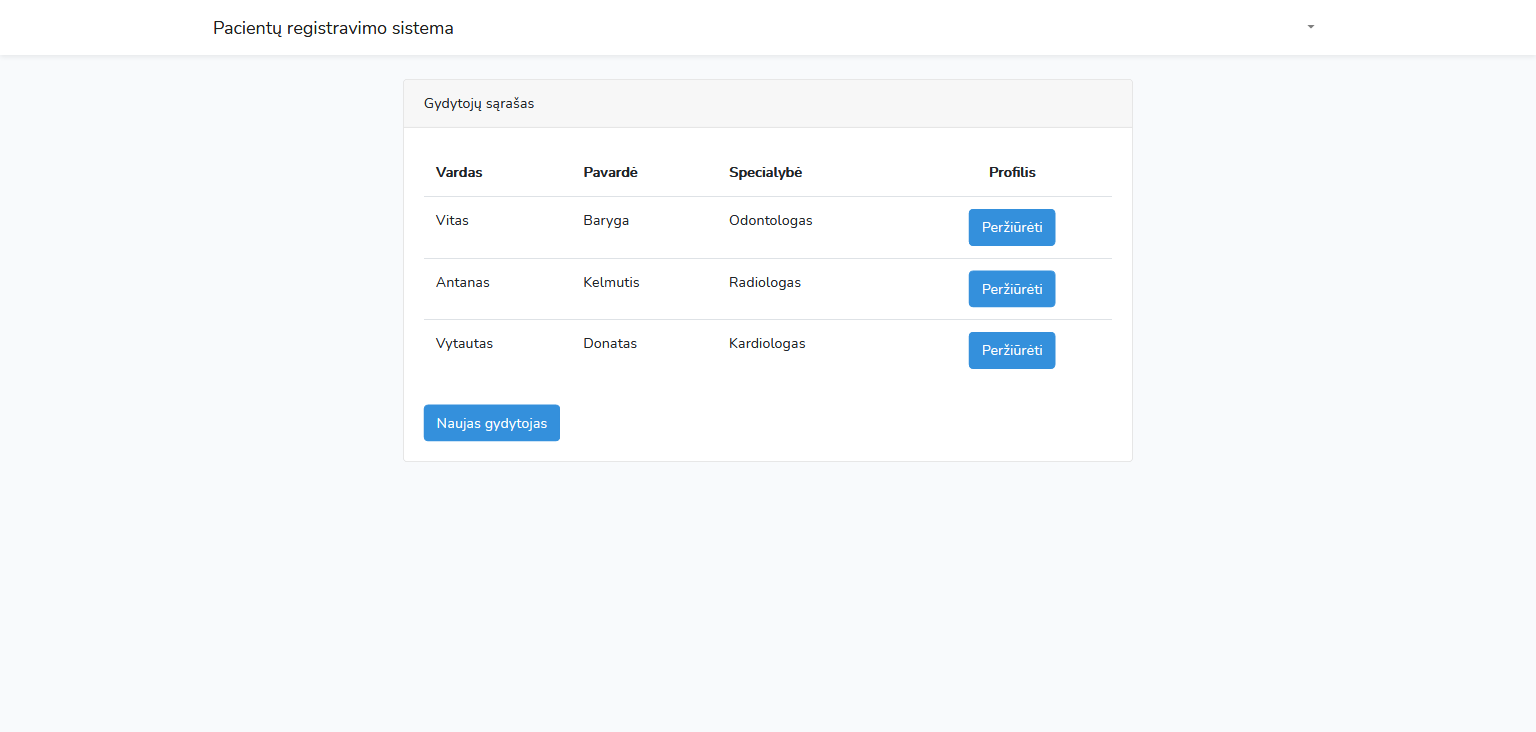 Pacientų registravimo sistema
Gydytojų sąrašas
Vardas Pavardė Specialybė Profilis
Vitas Baryga Odontologas Peržiūrėti
Antanas Kelmutis Radiologas Peržiūrėti
Vytautas Donatas Kardiologas Peržiūrėti
Naujas gydytojas